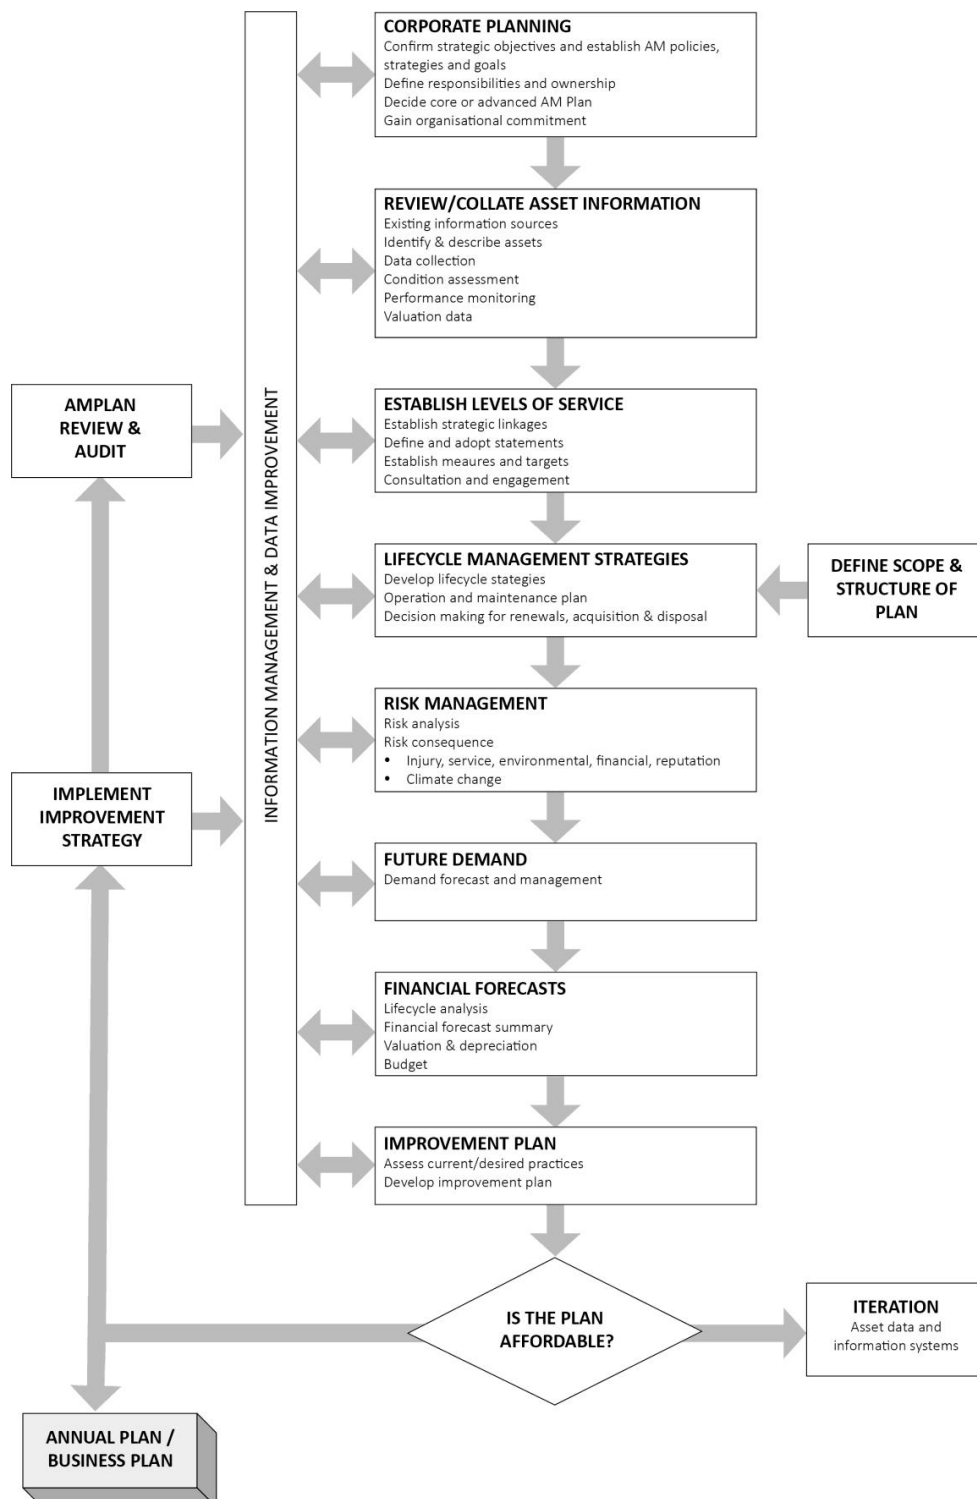 CORPORATE PLANNING
Confirm strategic objectives and establish AM policies,
strategies and goals
Define responsibilities and ownership
Decide core or advanced AM Plan
Gain organisational commitment
REVIEW/COLLATE ASSET INFORMATION
Existing information sources
Identify & describe assets
Data collection
Condition assessment
Performance monitoring
Valuation data
AMPLAN
REVIEW &
AUDIT
INFORMATION MANAGEMENT & DATA IMPROVEMENT
ESTABLISH LEVELS OF SERVICE
Establish strategic linkages
Define and adopt statements
Establish meaures and targets
Consultation and engagement
LIFECYCLE MANAGEMENT STRATEGIES
Develop lifecycle stategies
Operation and maintenance plan
Decision making for renewals, acquisition & disposal
DEFINE SCOPE &
STRUCTURE OF
PLAN
RISK MANAGEMENT
Risk analysis
Risk consequence
• Injury, service, environmental, financial, reputation
• Climate change
IMPLEMENT
IMPROVEMENT
STRATEGY
FUTURE DEMAND
Demand forecast and management
FINANCIAL FORECASTS
Lifecycle analysis
Financial forecast summary
Valuation & depreciation
Budget
IMPROVEMENT PLAN
Assess current/desired practices
Develop improvement plan
IS THE PLAN
AFFORDABLE?
ITERATION
Asset data and
information systems
ANNUAL PLAN /
BUSINESS PLAN